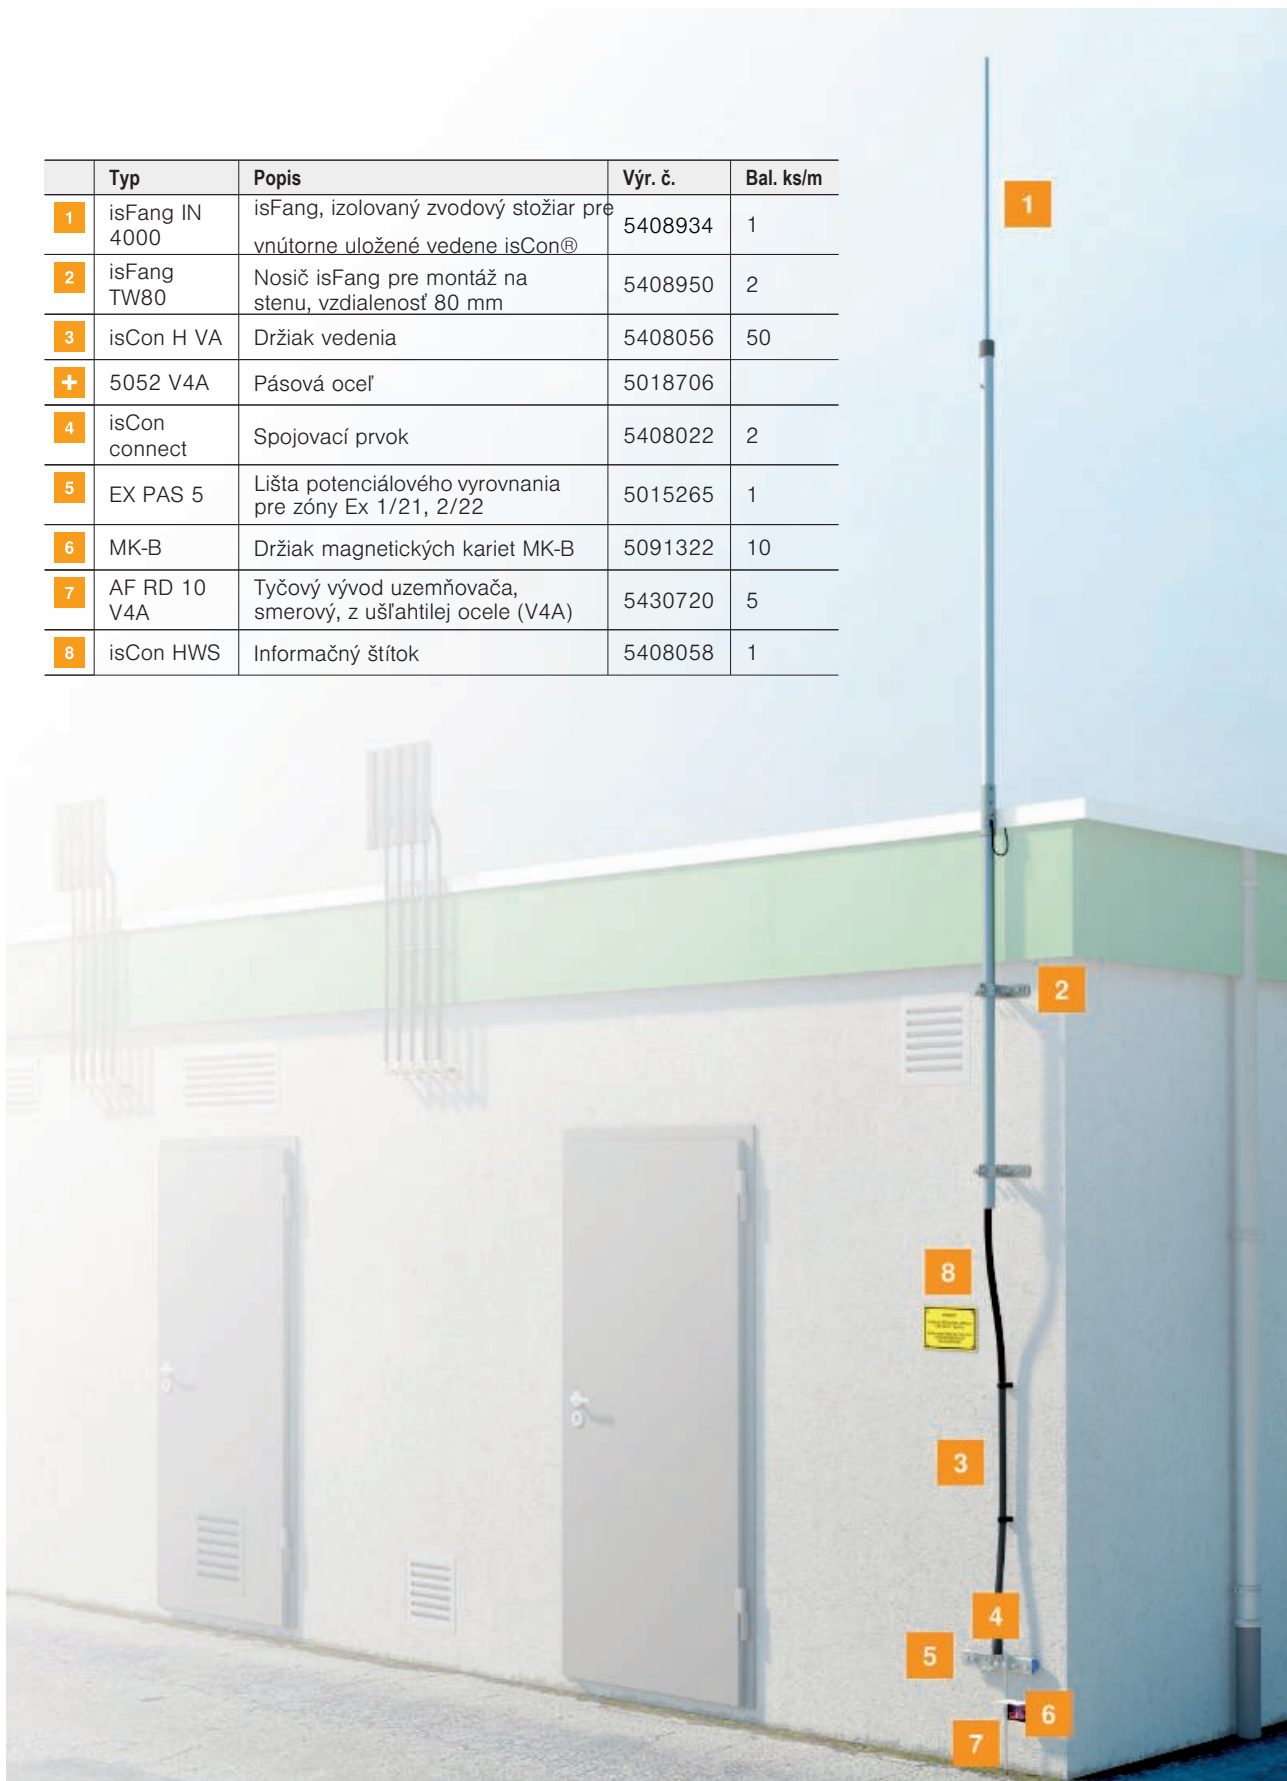 Typ Popis Výr. č. Bal. ks/m
1 isFang IN 4000 isFang, izolovaný zvodový stožiar pre vnútorne uložené vedene isCon® 5408934 1
2 isFang TW80 Nosič isFang pre montáž na stenu, vzdialenosť 80 mm 5408950 2
3 isCon H VA Držiak vedenia 5408056 50
+ 5052 V4A Pásová oceľ 5018706
4 isCon connect Spojovací prvok 5408022 2
5 EX PAS 5 Lišta potenciálového vyrovnania pre zóny Ex 1/21, 2/22 5015265 1
6 MK-B Držiak magnetických kariet MK-B 5091322 10
7 AF RD 10 V4A Tyčový vývod uzemňovača, smerový, z ušľahtilej ocele (V4A) 5430720 5
8 isCon HWS Informačný štítok 5408058 1
1
2
8
3
4
5
6
7